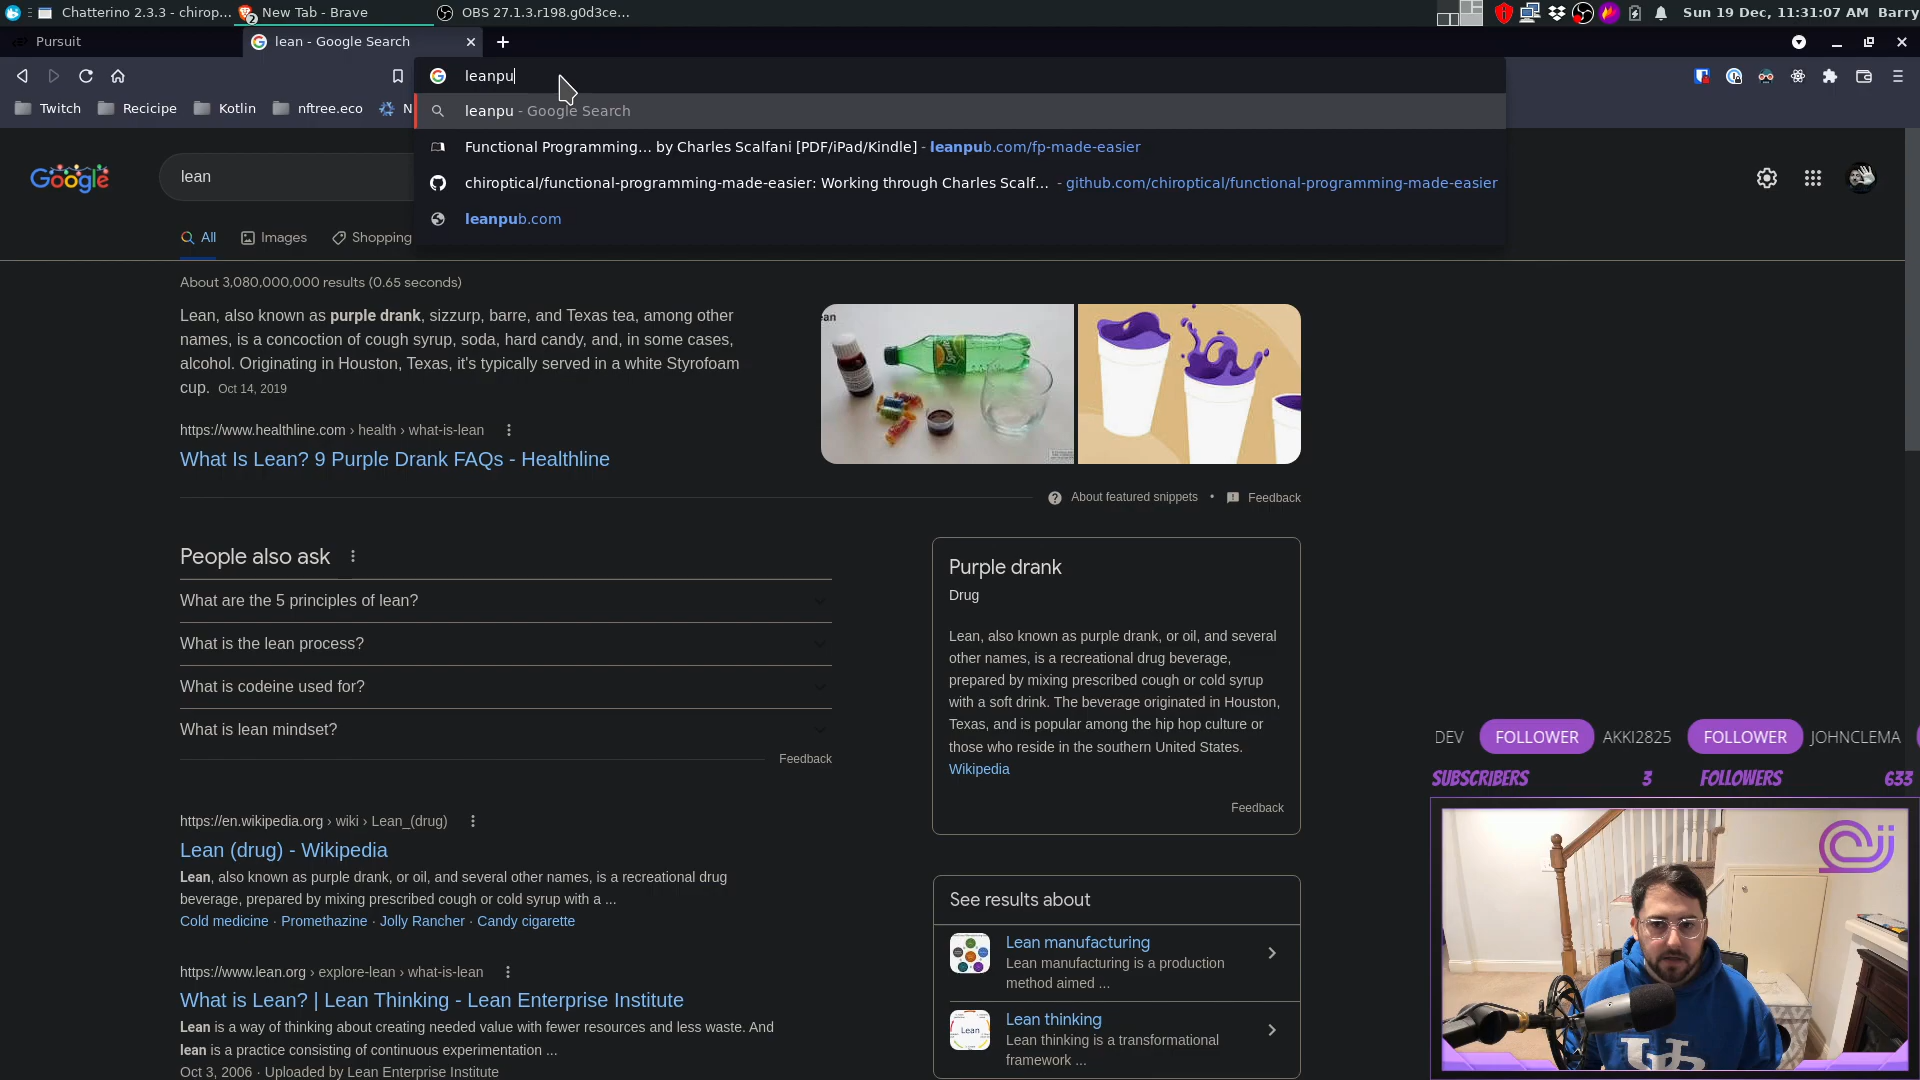 Chatterino 2.3.3 - chirop...
2
New Tab - Brave
OBS 27.1.3.r198.g0d3ce...
Sun 19 Dec, 11:31:07 AM
Barry
Pursuit
lean - Google Search
leanpu
Twitch
Recicipe
Kotlin
nftree.eco
N
leanpu - Google Search
Functional Programming... by Charles Scalfani [PDF/iPad/Kindle] - leanpub.com/fp-made-easier
chiroptical/functional-programming-made-easier: Working through Charles Scalf... - github.com/chiroptical/functional-programming-made-easier
leanpub.com
Google
lean
All
Images
Shopping
About 3,080,000,000 results (0.65 seconds)
Lean, also known as purple drank, sizzurp, barre, and Texas tea, among other
names, is a concoction of cough syrup, soda, hard candy, and, in some cases,
alcohol. Originating in Houston, Texas, it's typically served in a white Styrofoam
cup. Oct 14, 2019
https://www.healthline.com › health › what-is-lean
What Is Lean? 9 Purple Drank FAQs - Healthline
ean
About featured snippets • Feedback
People also ask
What are the 5 principles of lean?
What is the lean process?
What is codeine used for?
What is lean mindset?
Feedback
https://en.wikipedia.org › wiki › Lean_(drug)
Lean (drug) - Wikipedia
Lean, also known as purple drank, or oil, and several other names, is a recreational drug
beverage, prepared by mixing prescribed cough or cold syrup with a ...
Cold medicine · Promethazine · Jolly Rancher · Candy cigarette
https://www.lean.org › explore-lean › what-is-lean
What is Lean? | Lean Thinking - Lean Enterprise Institute
Lean is a way of thinking about creating needed value with fewer resources and less waste. And
lean is a practice consisting of continuous experimentation ...
Oct 3, 2006 · Uploaded by Lean Enterprise Institute
Purple drank
Drug
Lean, also known as purple drank, or oil, and several
other names, is a recreational drug beverage,
prepared by mixing prescribed cough or cold syrup
with a soft drink. The beverage originated in Houston,
Texas, and is popular among the hip hop culture or
those who reside in the southern United States.
Wikipedia
Feedback
See results about
Lean manufacturing
Lean manufacturing is a production
method aimed ...
Lean
Lean thinking
Lean thinking is a transformational
framework ...
DEV FOLLOWER AKKI2825 FOLLOWER JOHNCLEMA
SUBSCRIBERS 3 FOLLOWERS 633